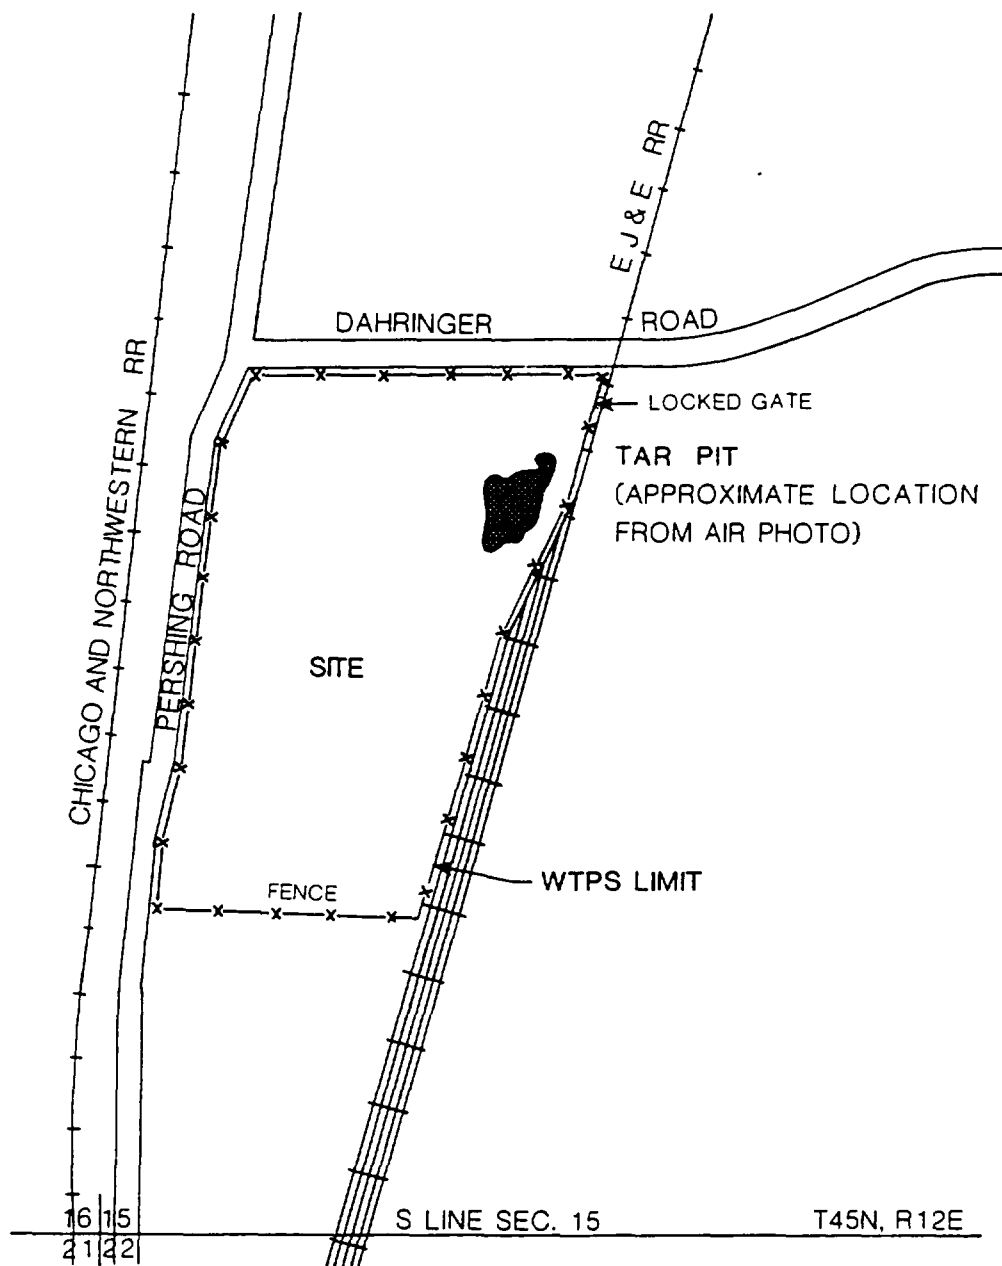 E J & E RR
DAHRINGER ROAD
CHICAGO AND NORTHWESTERN RR
LOCKED GATE
TAR PIT
(APPROXIMATE LOCATION
FROM AIR PHOTO)
PERSHING ROAD
SITE
WTPS LIMIT
FENCE
16 15
S LINE SEC. 15
T45N, R12E
21 22